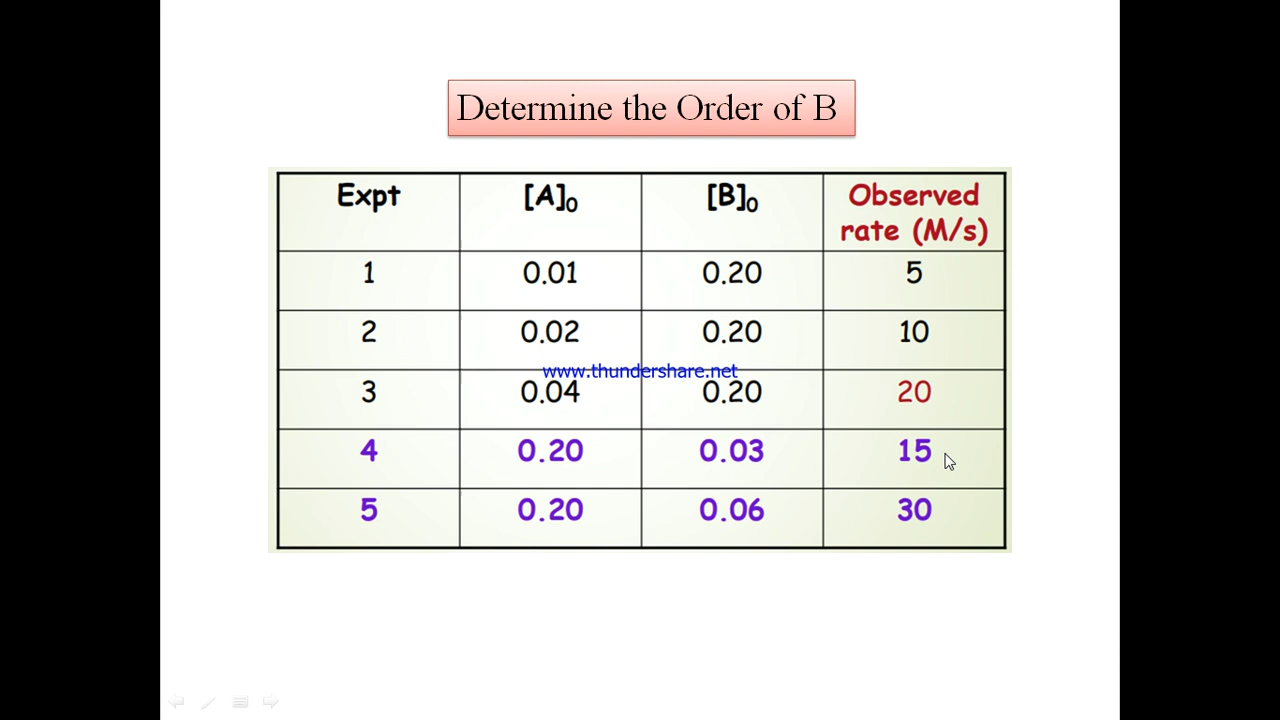 Determine the Order of B
Expt [A]₀ [B]₀ Observed rate (M/s)
1 0.01 0.20 5
2 0.02 0.20 10
www.thundershare.net
3 0.04 0.20 20
4 0.20 0.03 15
5 0.20 0.06 30